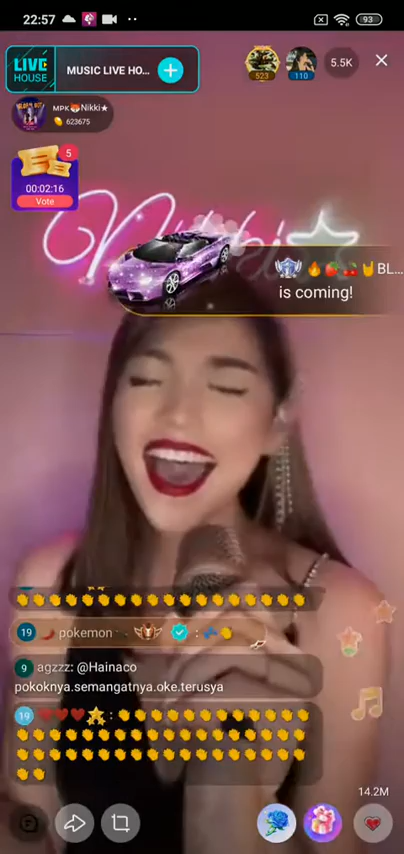 22:57
93
LIVE HOUSE
MUSIC LIVE HO...
523
110
5.5K
MPK🦊Nikki★
623675
5
00:02:16
Vote
Nikki
🔥🍓🍒🤘BL...
is coming!
👏👏👏👏👏👏👏👏👏👏👏👏👏👏👏
19 🌶 pokemon : 💤👏
9 agzzz: @Hainaco
pokoknya.semangatnya.oke.terusya
19 ❤❤❤⭐: 👏👏👏👏👏👏👏👏👏👏
👏👏👏👏👏👏👏👏👏👏👏👏👏👏👏
👏👏👏👏👏👏👏👏👏👏👏👏👏👏👏
👏👏
14.2M